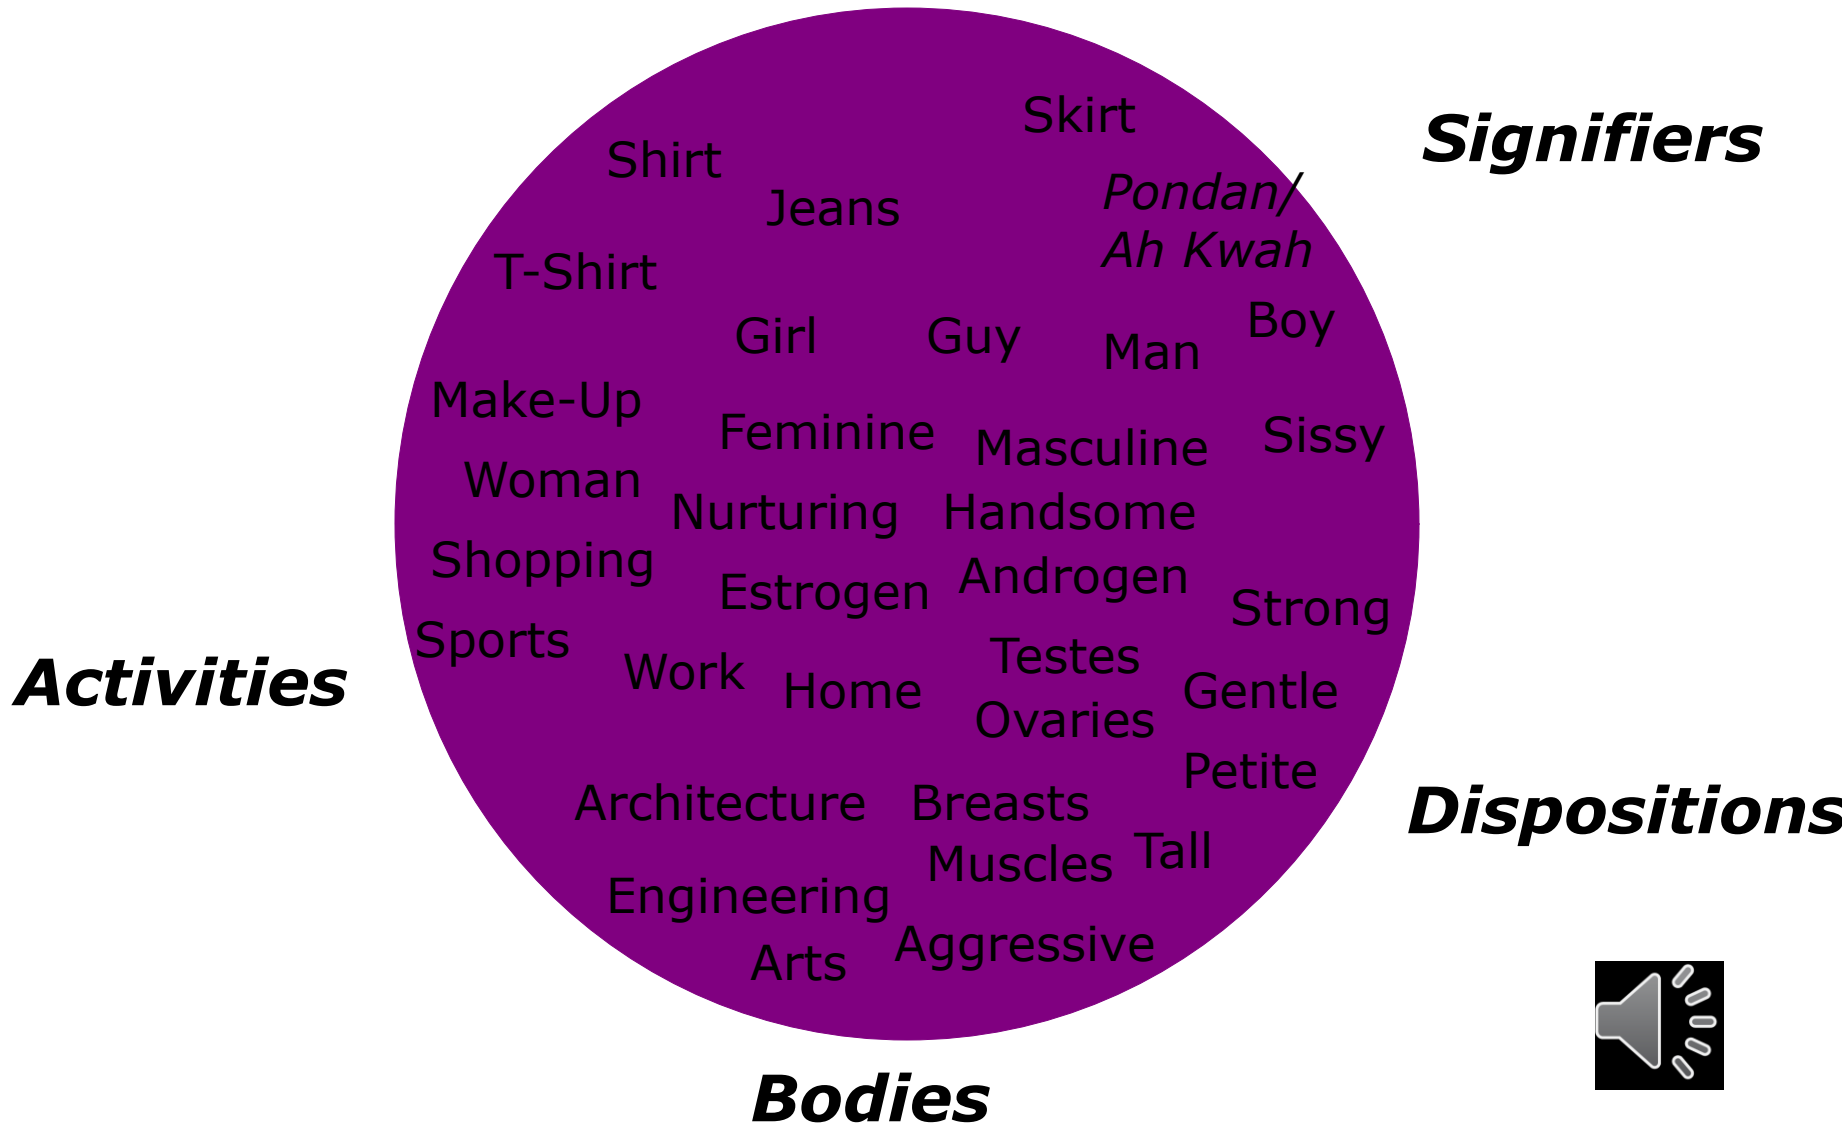 Skirt
Signifiers
Shirt
Pondan/
Jeans
Ah Kwah
T-Shirt
Boy
Girl
Guy
Man
Make-Up
Feminine
Masculine
Sissy
Woman
Nurturing
Handsome
Shopping
Androgen
Estrogen
Strong
Sports
Testes
Work
Home
Gentle
Activities
Ovaries
Petite
Architecture
Breasts
Dispositions
Muscles
Tall
Engineering
Aggressive
Arts
Bodies